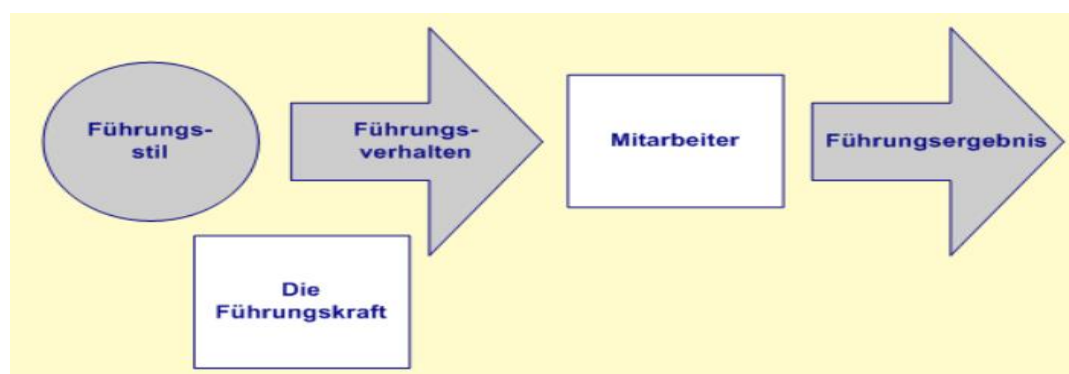 Führungs-
stil
Führungs-
verhalten
Mitarbeiter
Führungsergebnis
Die
Führungskraft